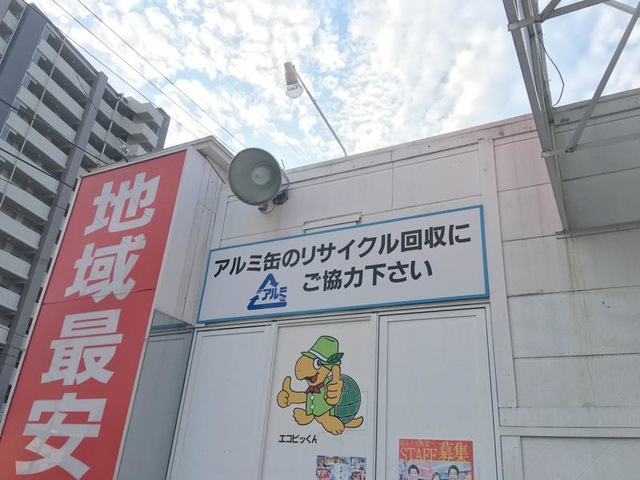 地域最安
アルミ缶のリサイクル回収に
ご協力下さい
アルミ
エコピッくん
STAFF募集